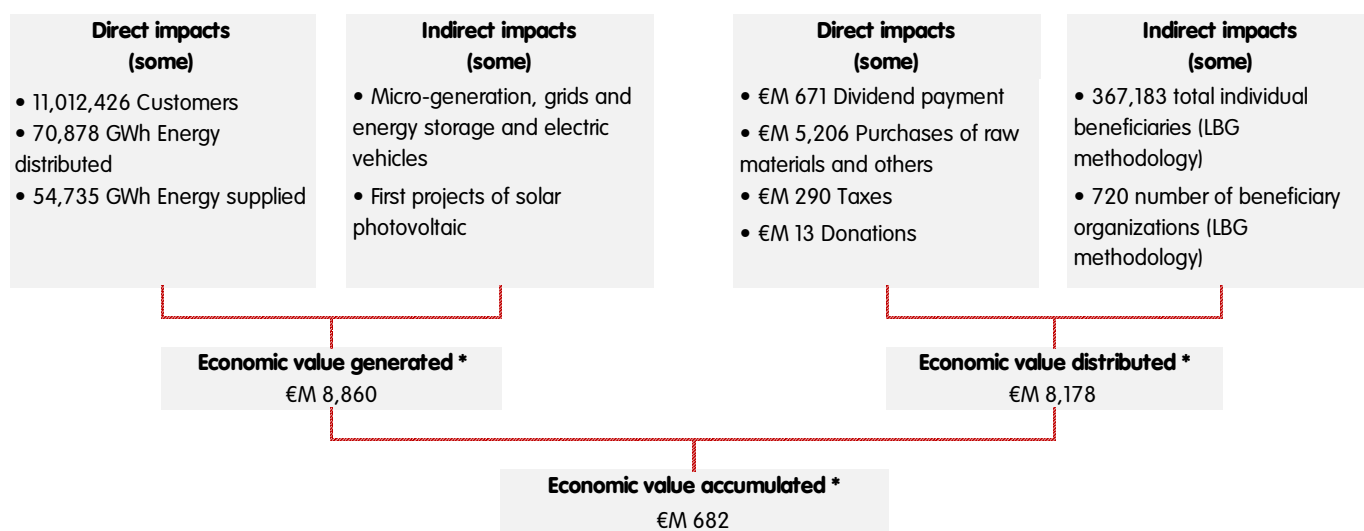 Direct impacts
(some)
• 11,012,426 Customers
• 70,878 GWh Energy
distributed
• 54,735 GWh Energy supplied
Indirect impacts
(some)
• Micro-generation, grids and
energy storage and electric
vehicles
• First projects of solar
photovoltaic
Direct impacts
(some)
• €M 671 Dividend payment
• €M 5,206 Purchases of raw
materials and others
• €M 290 Taxes
• €M 13 Donations
Indirect impacts
(some)
• 367,183 total individual
beneficiaries (LBG
methodology)
• 720 number of beneficiary
organizations (LBG
methodology)
Economic value generated *
€M 8,860
Economic value distributed *
€M 8,178
Economic value accumulated *
€M 682